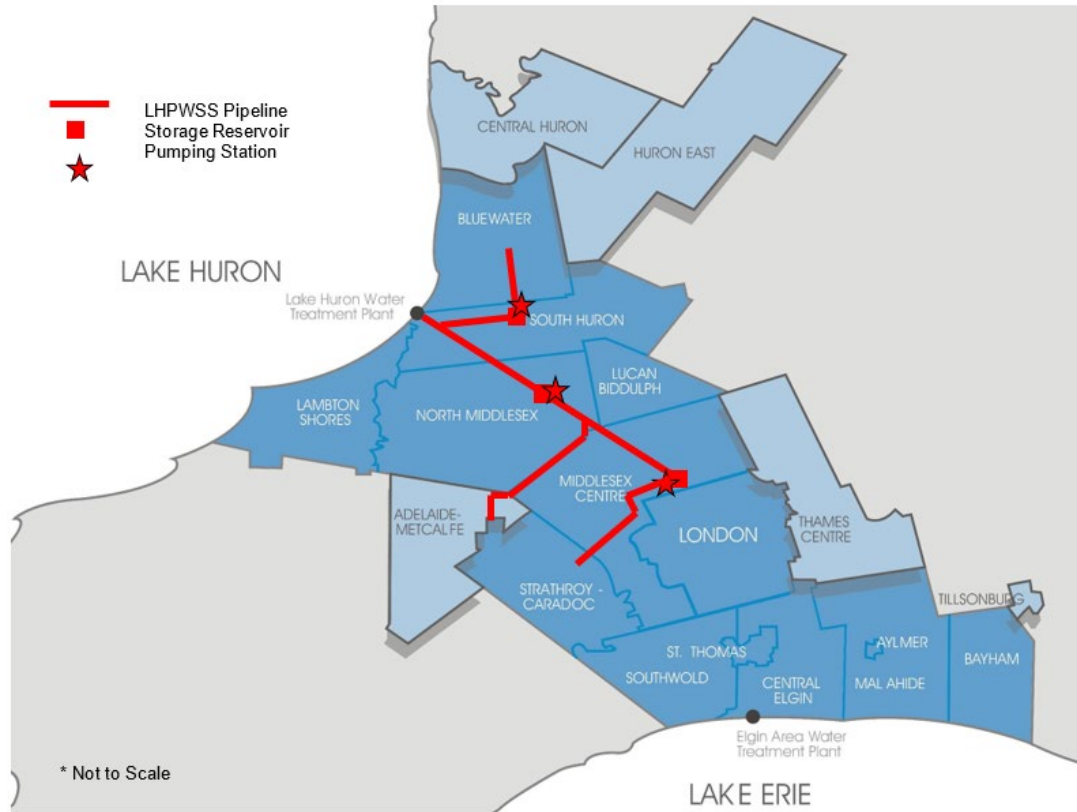 LHPWSS Pipeline
Storage Reservoir
Pumping Station
CENTRAL HURON
HURON EAST
BLUEWATER
LAKE HURON
Lake Huron Water
Treatment Plant
SOUTH HURON
LUCAN
BIDDULPH
LAMBTON
SHORES
NORTH MIDDLESEX
MIDDLESEX
CENTRE
ADELAIDE-
METCALFE
LONDON
THAMES
CENTRE
STRATHROY -
CARADOC
TILLSONBURG
ST. THOMAS
SOUTHWOLD
AYLMER
CENTRAL
ELGIN
MALAHIDE
BAYHAM
Elgin Area Water
Treatment Plant
* Not to Scale
LAKE ERIE